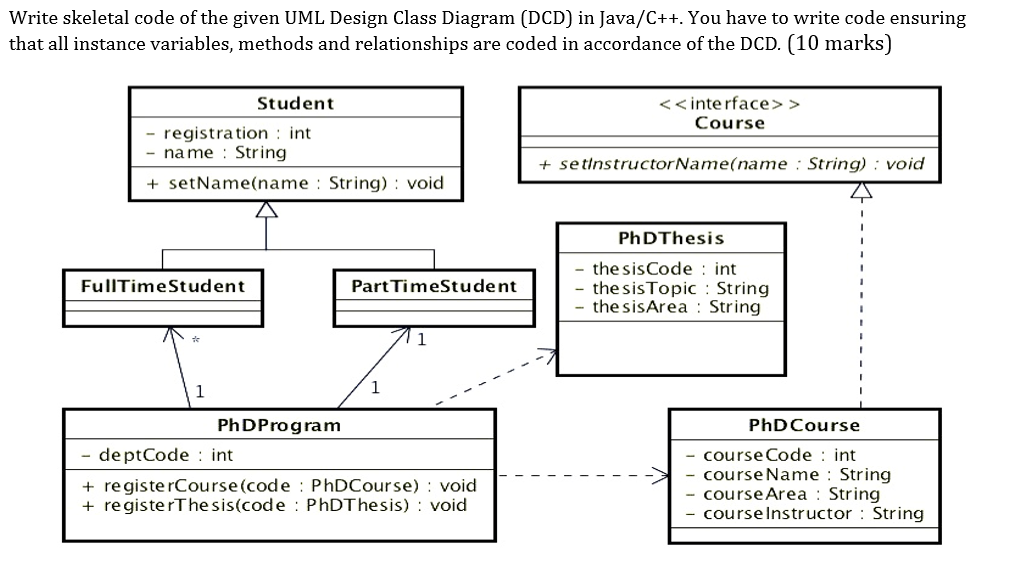 Write skeletal code of the given UML Design Class Diagram (DCD) in Java/C++. You have to write code ensuring
that all instance variables, methods and relationships are coded in accordance of the DCD. (10 marks)
Student
- registration : int
- name : String
+ setName(name : String) : void
<<interface>>
Course
+ setInstructorName(name : String) : void
PhDThesis
- thesisCode : int
- thesisTopic : String
- thesisArea : String
FullTimeStudent
PartTimeStudent
*
1
1
1
PhDProgram
- deptCode : int
+ registerCourse(code : PhDCourse) : void
+ registerThesis(code : PhDThesis) : void
PhDCourse
- courseCode : int
- courseName : String
- courseArea : String
- courseInstructor : String